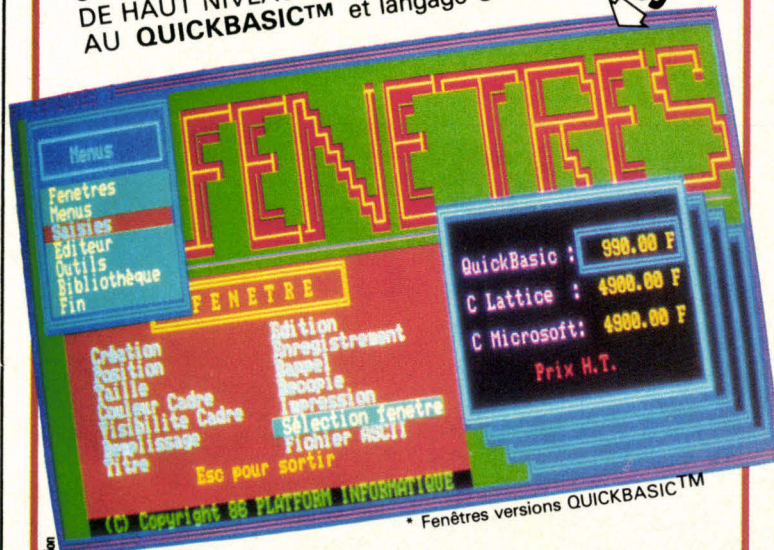 DE HAUT NIVEAU
AU QUICKBASIC™ et langage
FENETRES
Menus
Fenetres
Menus
Saisies
Editeur
Outils
Bibliothèque
Fin
FENETRE
Création
Position
Taille
Couleur Cadre
Visibilite Cadre
Remplissage
Titre
Edition
Enregistrement
Rappel
Recopie
Impression
Sélection fenetre
Fichier ASCII
Esc pour sortir
(C) Copyright 86 PLATFORM INFORMATIQUE
QuickBasic : 990.00 F
C Lattice : 4900.00 F
C Microsoft: 4900.00 F
Prix H.T.
* Fenêtres versions QUICKBASIC™